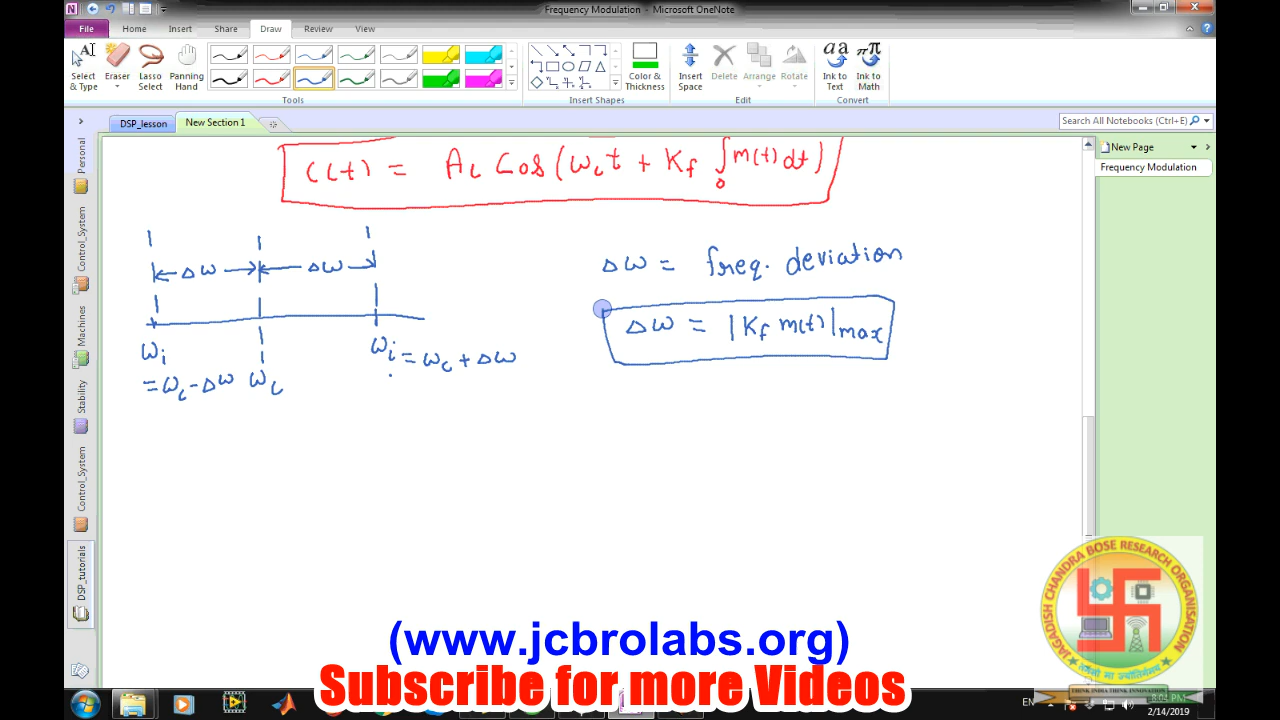 Frequency Modulation - Microsoft OneNote
File Home Insert Share Draw Review View
Select & Type Eraser Lasso Select Panning Hand Color & Thickness Insert Space Delete Arrange Rotate Ink to Text Ink to Math
Tools Insert Shapes Edit Convert
DSP_lesson New Section 1 Search All Notebooks (Ctrl+E)
New Page
Frequency Modulation
Personal
Control_System
Machines
Stability
Control_System
DSP_tutorials
C(t) = Ac Cos(ωct + Kf ∫0 m(t)dt)
Δω Δω
ωi
= ωc - Δω ωc
ωi = ωc + Δω
Δω = freq. deviation
Δω = |Kf m(t)|max
JAGADISH CHANDRA BOSE RESEARCH ORGANISATION
THINK INDIA THINK INNOVATION
(www.jcbrolabs.org)
Subscribe for more Videos
EN
8:04 PM
2/14/2019